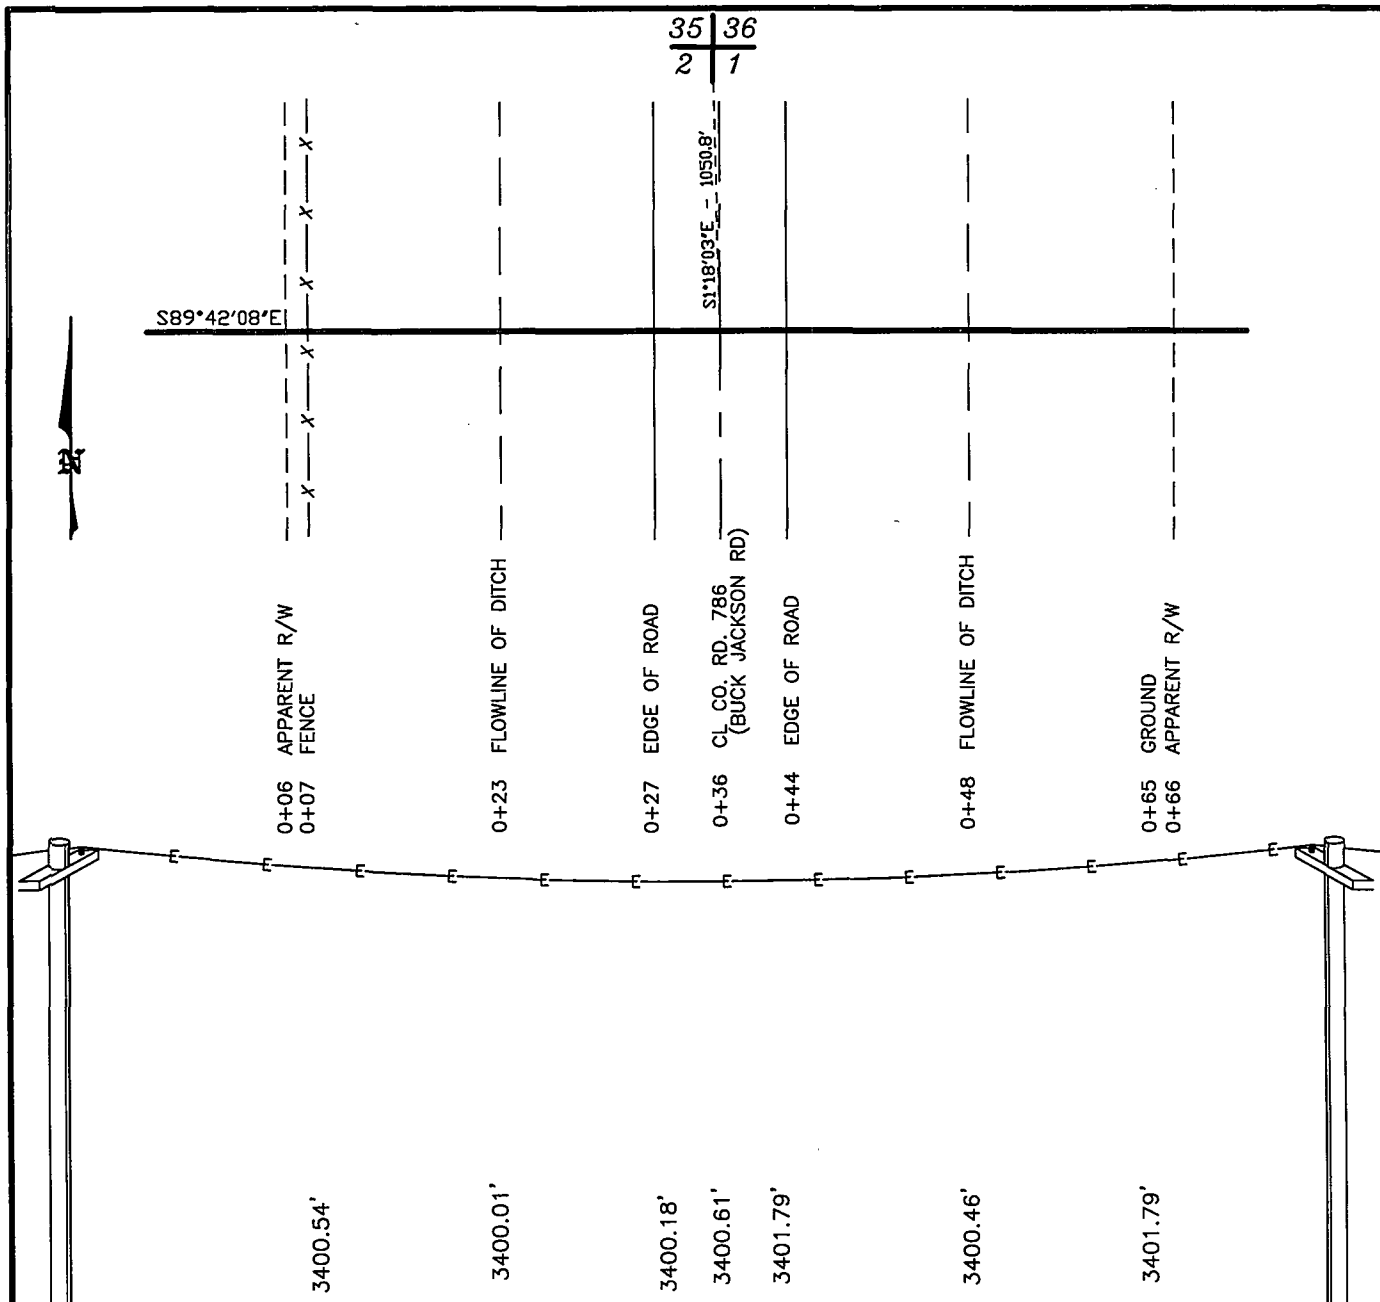 35 36
2 1
S1°18'03"E - 1050.8'
S89°42'08"E
N
0+06 APPARENT R/W
0+07 FENCE
0+23 FLOWLINE OF DITCH
0+27 EDGE OF ROAD
0+36 CL CO. RD. 786
(BUCK JACKSON RD)
0+44 EDGE OF ROAD
0+48 FLOWLINE OF DITCH
0+65 GROUND
0+66 APPARENT R/W
X X X X X X
E E E E E E E E E E E E E
3400.54'
3400.01'
3400.18'
3400.61'
3401.79'
3400.46'
3401.79'